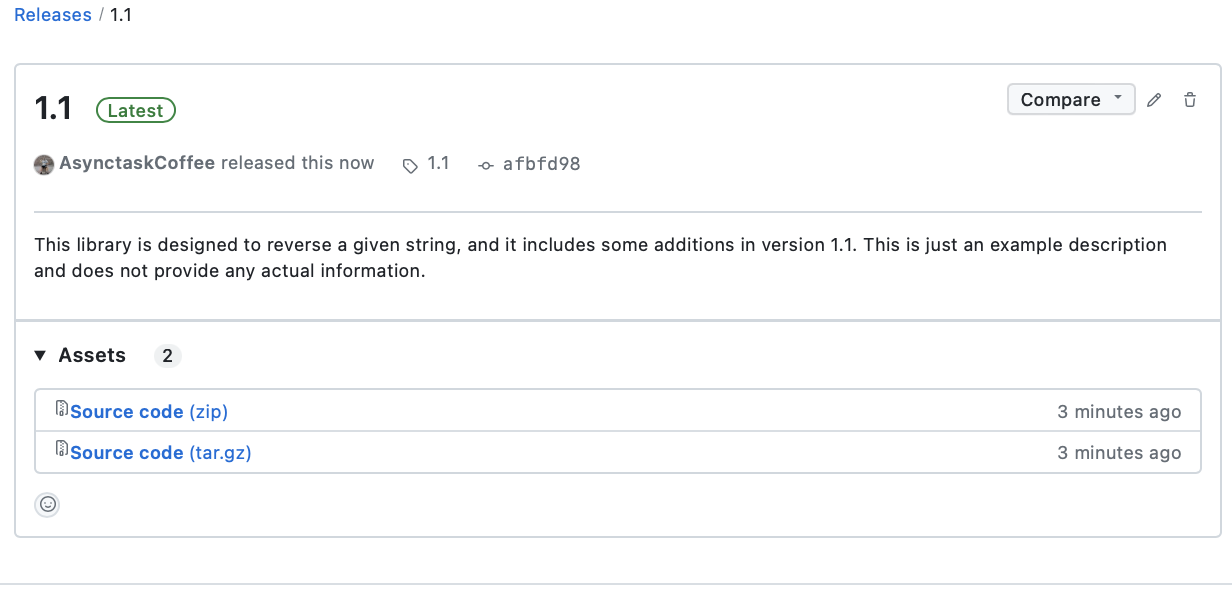 Releases / 1.1
1.1 Latest Compare
AsynctaskCoffee released this now 1.1 afbfd98
This library is designed to reverse a given string, and it includes some additions in version 1.1. This is just an example description
and does not provide any actual information.
Assets 2
Source code (zip) 3 minutes ago
Source code (tar.gz) 3 minutes ago